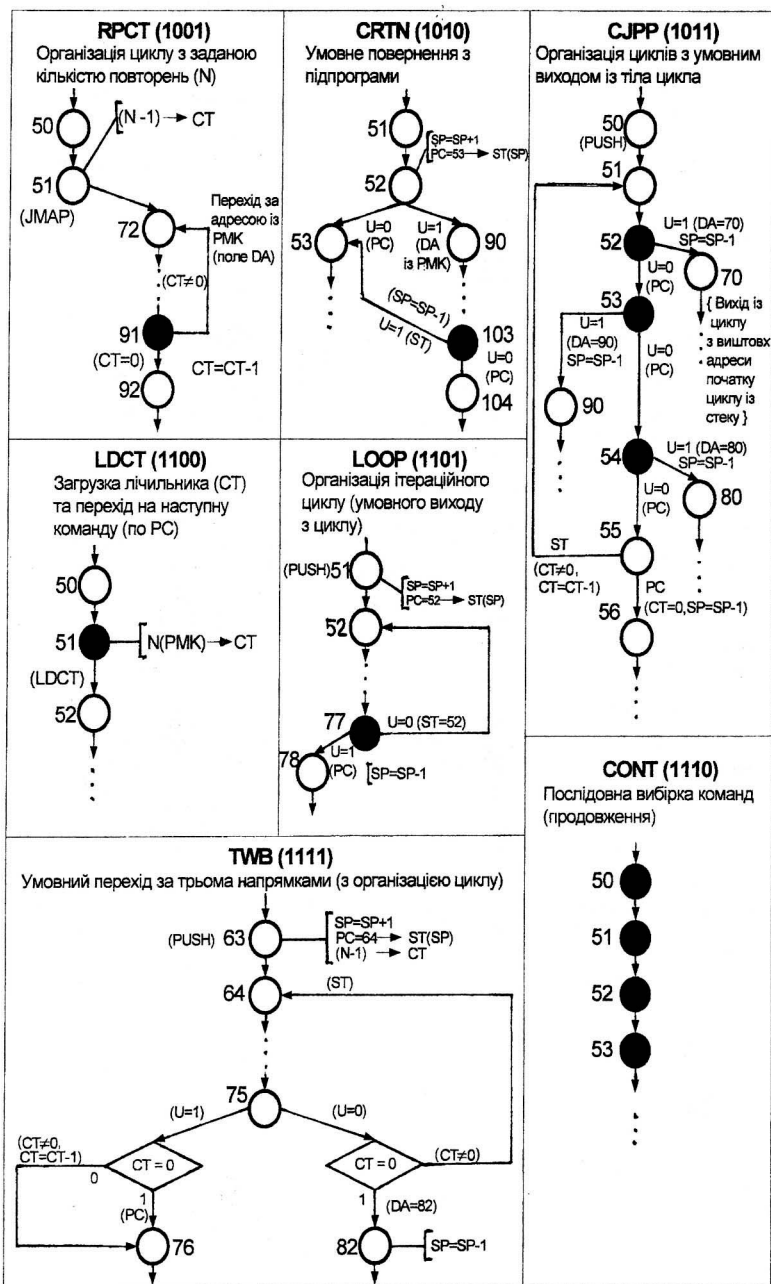 RPCT (1001)
Організація циклу з заданою
кількістю повторень (N)
50
(N -1) → CT
51
(JMAP)
72
Перехід за
адресою із
РМК
(поле DA)
(CT≠0)
91
(CT=0)
CT=CT-1
92
CRTN (1010)
Умовне повернення з
підпрограми
51
SP=SP+1
PC=53 → ST(SP)
52
U=0
(PC)
U=1
(DA
із РМК)
53
90
(SP=SP-1)
U=1 (ST)
103
U=0
(PC)
104
CJPP (1011)
Організація циклів з умовним
виходом із тіла цикла
50
(PUSH)
51
U=1 (DA=70)
SP=SP-1
52
U=0
(PC)
70
53
U=1
(DA=90)
SP=SP-1
{ Вихід із
циклу
з виштовх
адреси
початку
циклу із
стеку }
U=0
(PC)
90
54
U=1 (DA=80)
SP=SP-1
U=0
(PC)
80
55
ST
(CT≠0,
CT=CT-1)
PC
(CT=0,SP=SP-1)
56
LDCT (1100)
Загрузка лічильника (CT)
та перехід на наступну
команду (по PC)
50
51
N(PMK) → CT
(LDCT)
52
LOOP (1101)
Організація ітераційного
циклу (умовного виходу
з циклу)
(PUSH) 51
SP=SP+1
PC=52 → ST(SP)
52
77
U=0 (ST=52)
U=1
(PC)
78
SP=SP-1
CONT (1110)
Послідовна вибірка команд
(продовження)
50
51
52
53
TWB (1111)
Умовний перехід за трьома напрямками (з організацією циклу)
(PUSH) 63
SP=SP+1
PC=64 → ST(SP)
(N-1) → CT
64
(ST)
75
(U=1)
(U=0)
(CT≠0,
CT=CT-1)
0
CT = 0
CT = 0
(CT≠0)
1
(PC)
1
(DA=82)
76
82
SP=SP-1